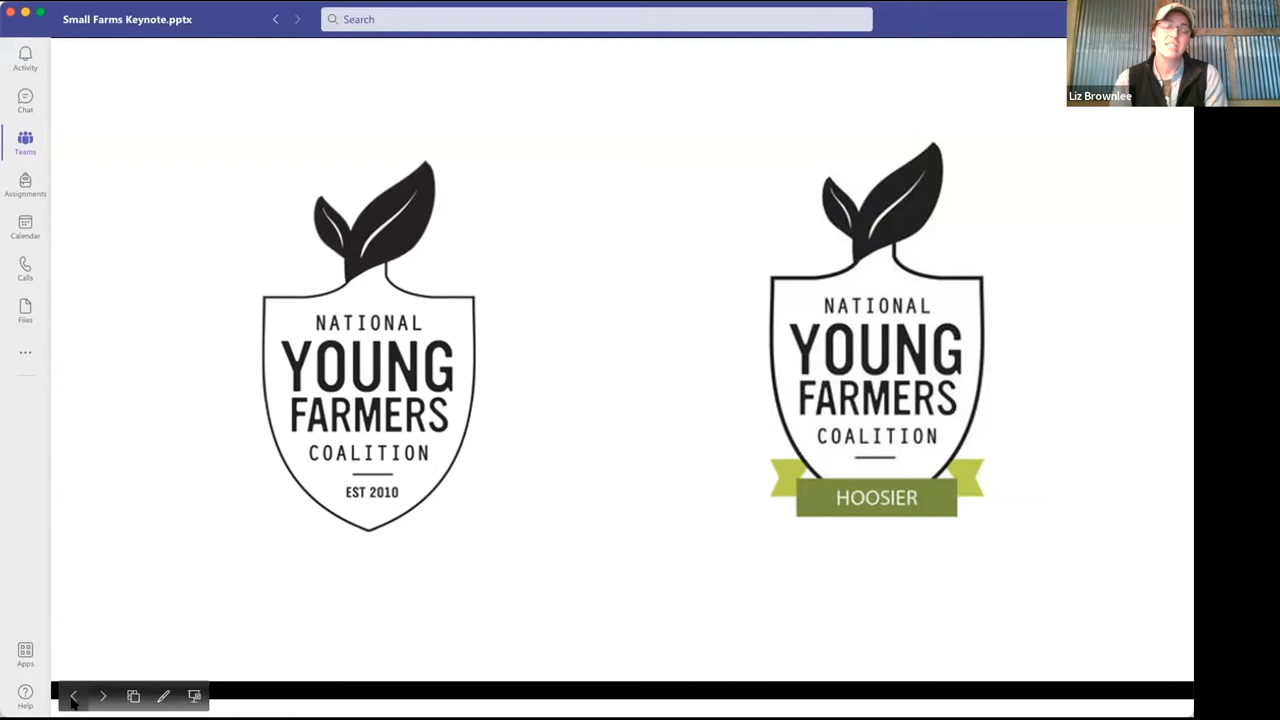 Small Farms Keynote.pptx
Search
Liz Brownlee
Activity
Chat
Teams
Assignments
Calendar
Calls
Files
Apps
Help
NATIONAL
YOUNG
FARMERS
COALITION
EST 2010
NATIONAL
YOUNG
FARMERS
COALITION
HOOSIER